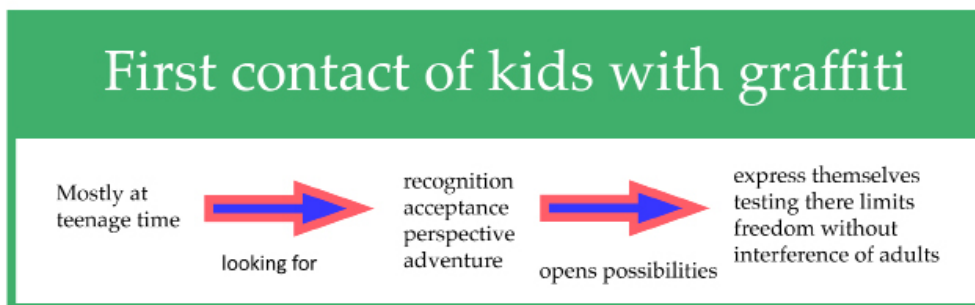 First contact of kids with graffiti
Mostly at
teenage time
looking for
recognition
acceptance
perspective
adventure
opens possibilities
express themselves
testing there limits
freedom without
interference of adults